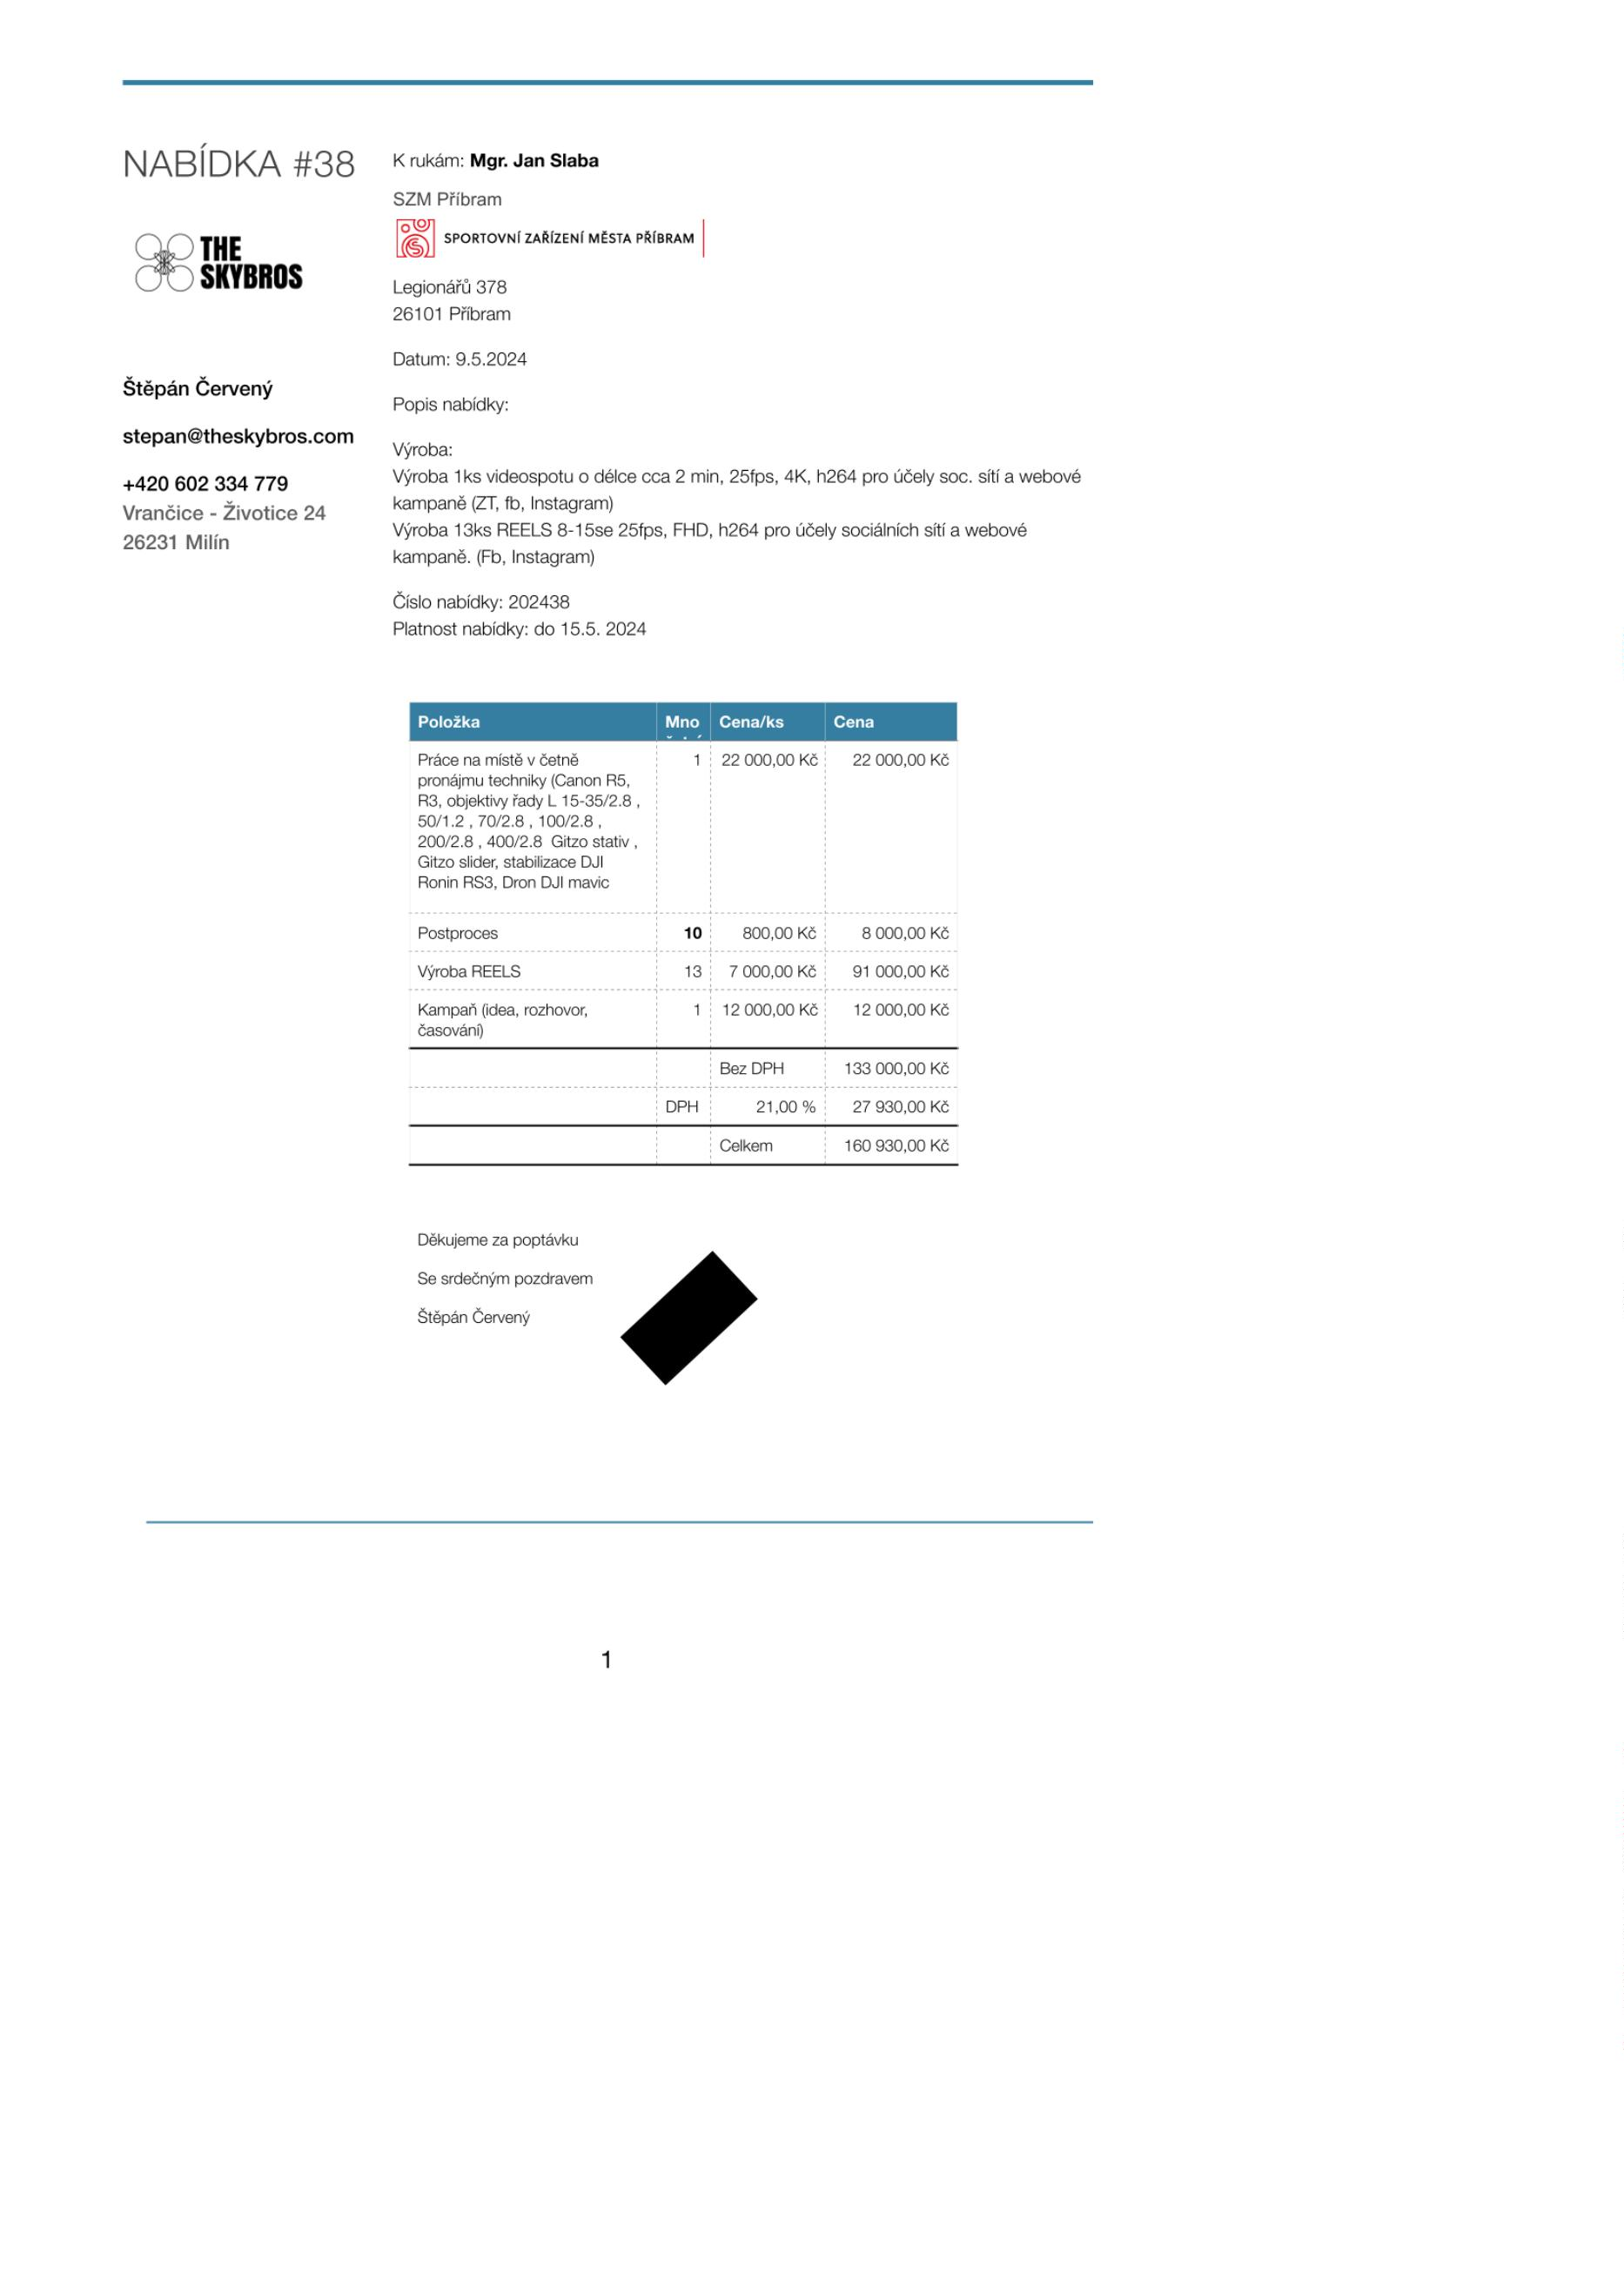 NABÍDKA #38
THE
SKYBROS
Štěpán Červený
stepan@theskybros.com
+420 602 334 779
Vrančice - Životice 24
26231 Milín
K rukám: Mgr. Jan Slaba
SZM Příbram
SPORTOVNÍ ZAŘÍZENÍ MĚSTA PŘÍBRAM
Legionářů 378
26101 Příbram
Datum: 9.5.2024
Popis nabídky:
Výroba:
Výroba 1ks videospotu o délce cca 2 min, 25fps, 4K, h264 pro účely soc. sítí a webové
kampaně (ZT, fb, Instagram)
Výroba 13ks REELS 8-15se 25fps, FHD, h264 pro účely sociálních sítí a webové
kampaně. (Fb, Instagram)
Číslo nabídky: 202438
Platnost nabídky: do 15.5. 2024
Položka Mno Cena/ks Cena
Práce na místě v četně 1 22 000,00 Kč 22 000,00 Kč
pronájmu techniky (Canon R5,
R3, objektivy řady L 15-35/2.8 ,
50/1.2 , 70/2.8 , 100/2.8 ,
200/2.8 , 400/2.8 Gitzo stativ ,
Gitzo slider, stabilizace DJI
Ronin RS3, Dron DJI mavic
Postproces 10 800,00 Kč 8 000,00 Kč
Výroba REELS 13 7 000,00 Kč 91 000,00 Kč
Kampaň (idea, rozhovor, 1 12 000,00 Kč 12 000,00 Kč
časování)
Bez DPH 133 000,00 Kč
DPH 21,00 % 27 930,00 Kč
Celkem 160 930,00 Kč
Děkujeme za poptávku
Se srdečným pozdravem
Štěpán Červený
1